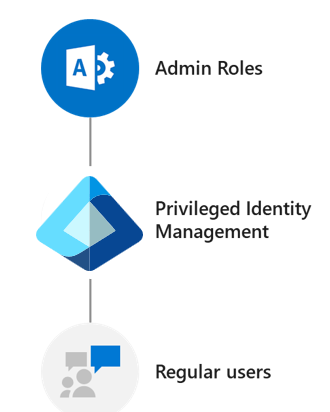 A
Admin Roles
Privileged Identity
Management
Regular users